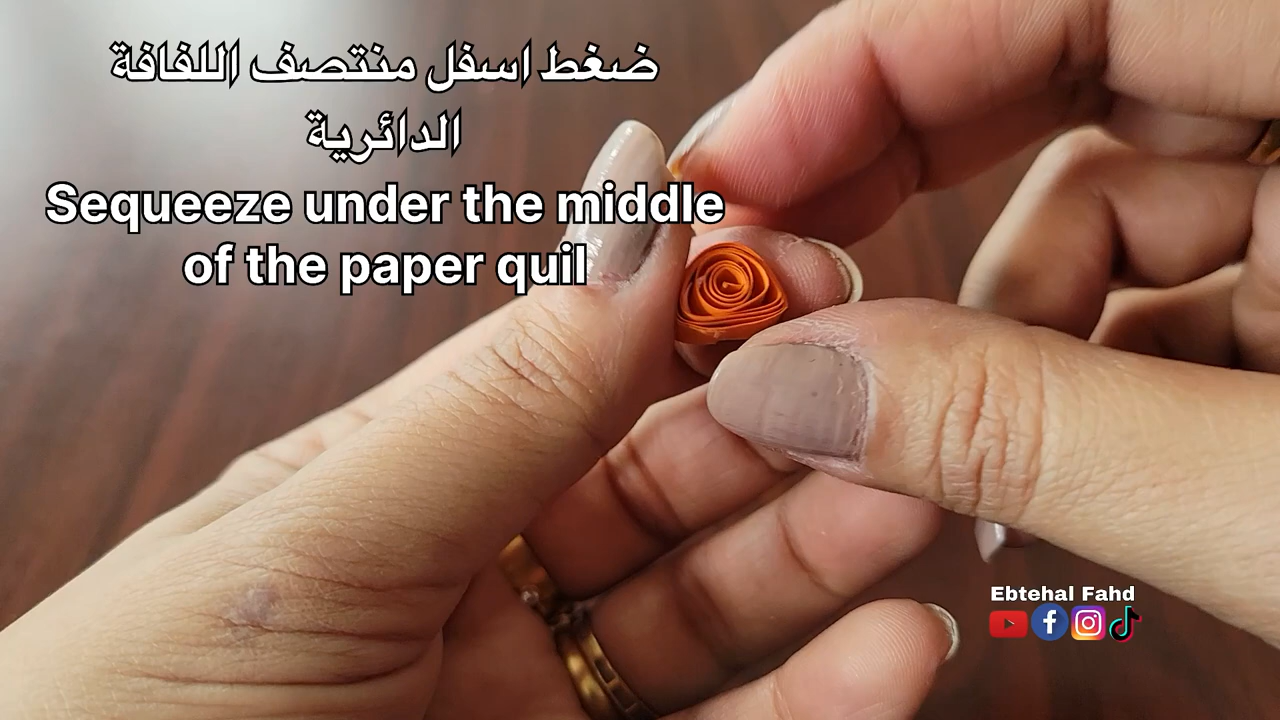 ضغط اسفل منتصف اللفافة
الدائرية
Sequeeze under the middle
of the paper quil
Ebtehal Fahd